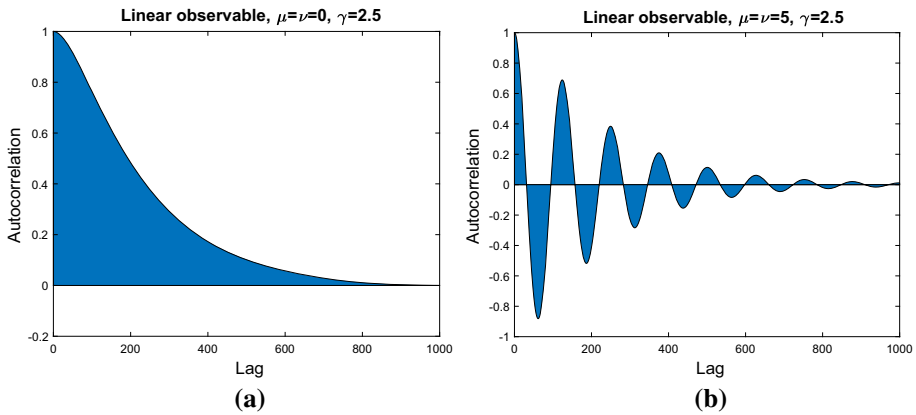 Linear observable, μ=ν=0, γ=2.5
1
0.8
0.6
0.4
0.2
0
-0.2
Autocorrelation
0 200 400 600 800 1000
Lag
(a)
Linear observable, μ=ν=5, γ=2.5
1
0.8
0.6
0.4
0.2
0
-0.2
-0.4
-0.6
-0.8
-1
Autocorrelation
0 200 400 600 800 1000
Lag
(b)